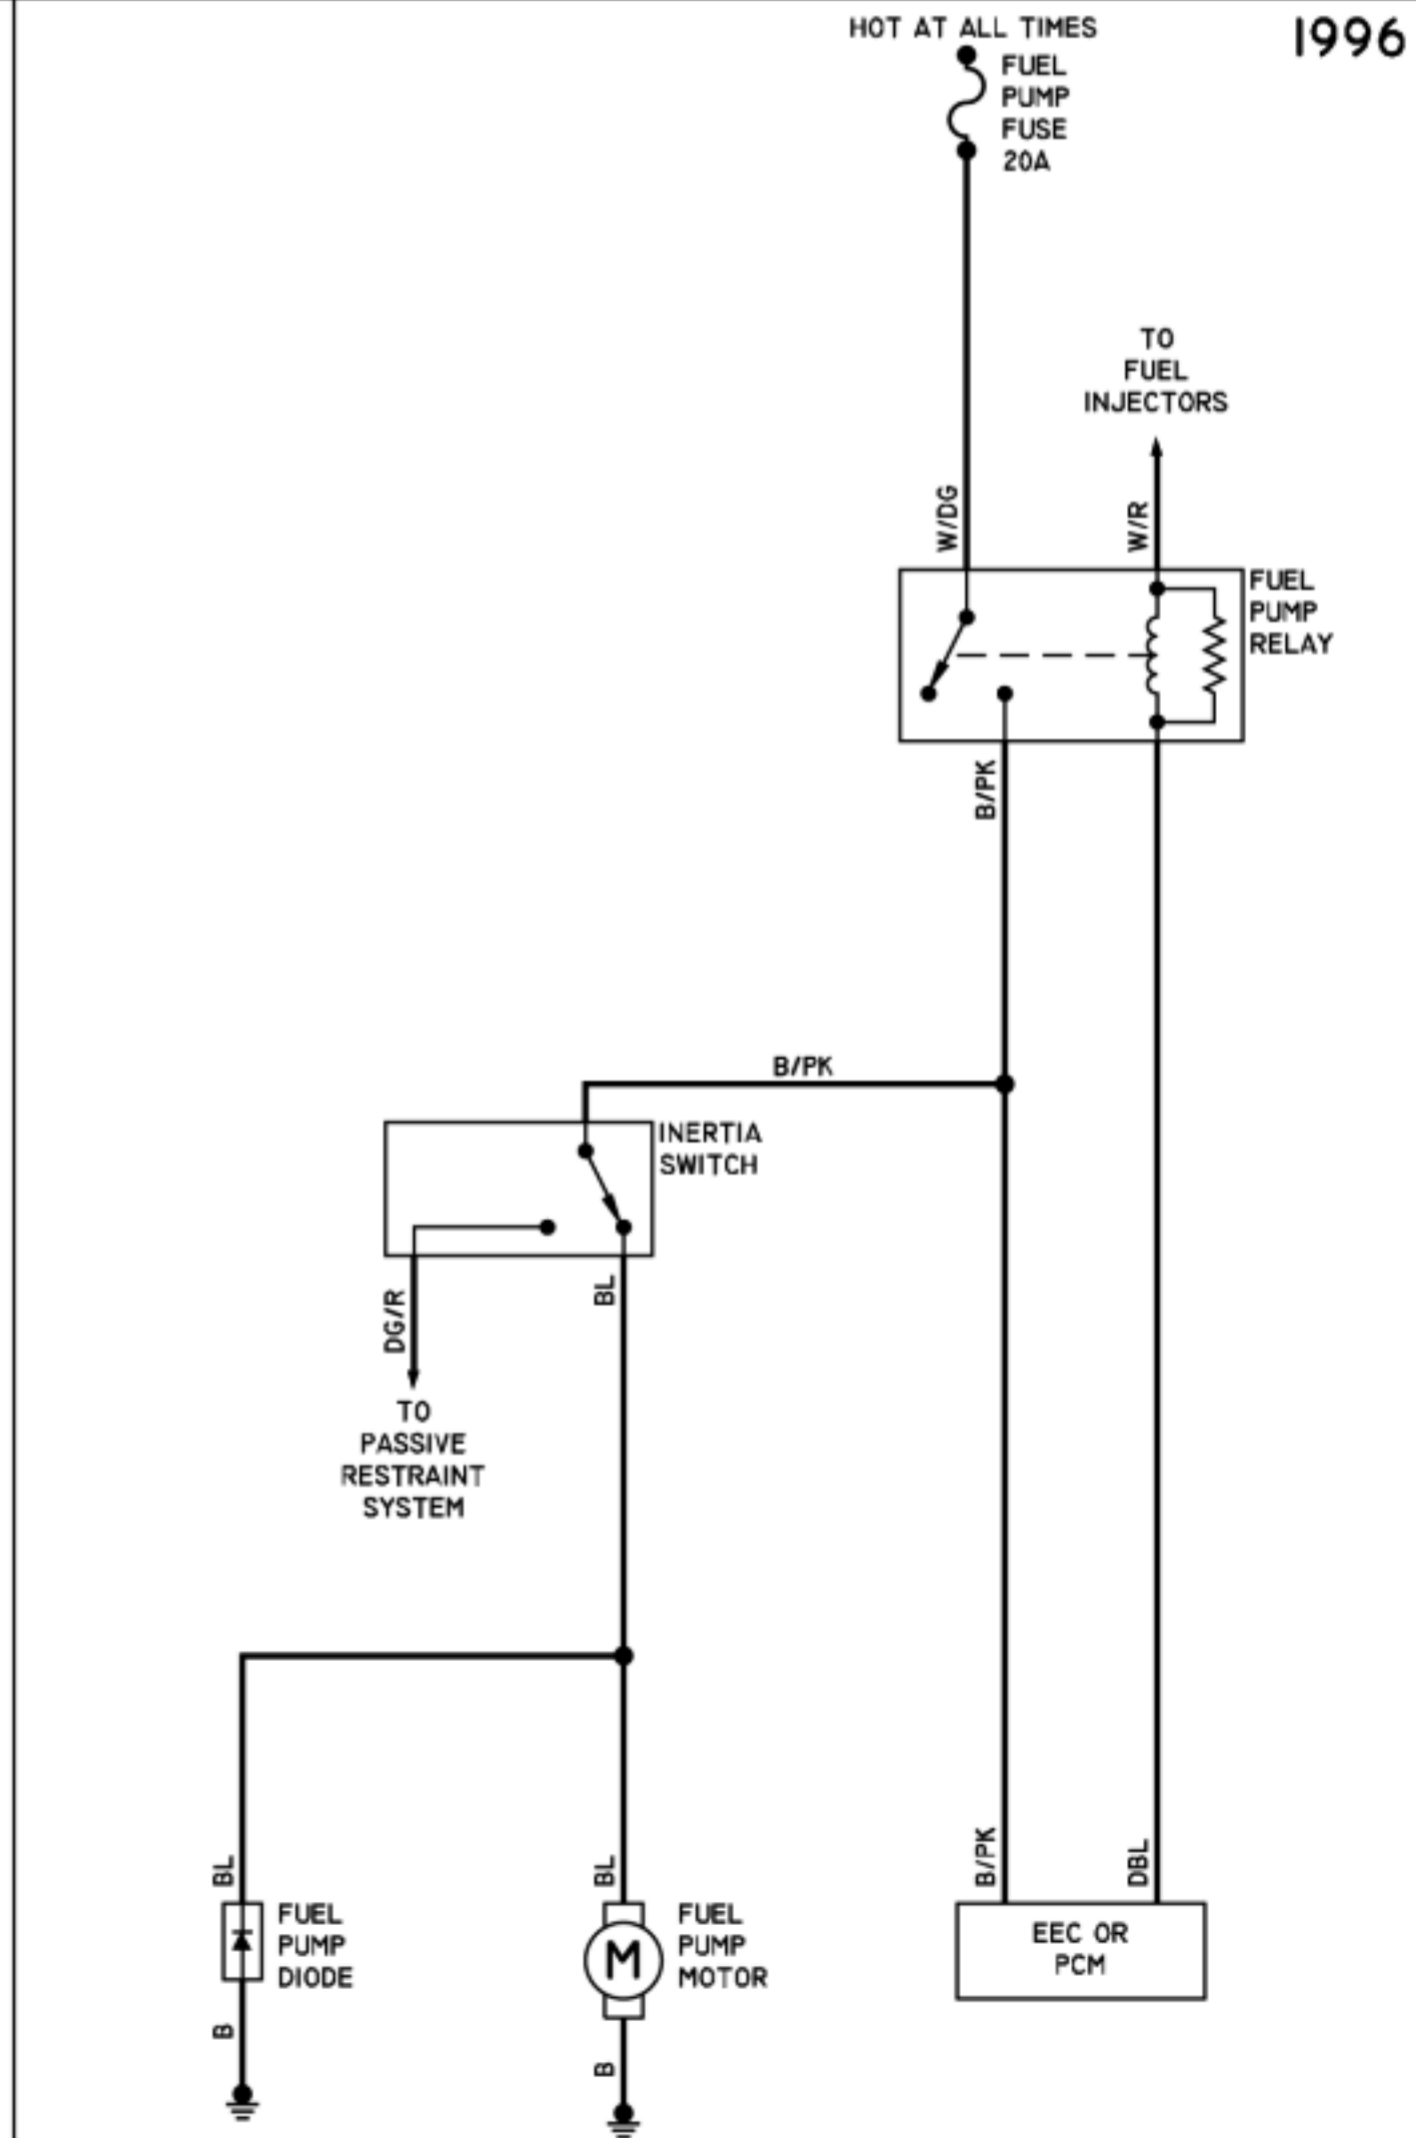 HOT AT ALL TIMES
1996
FUEL
PUMP
FUSE
20A
TO
FUEL
INJECTORS
W/DG
W/R
FUEL
PUMP
RELAY
B/PK
B/PK
INERTIA
SWITCH
DG/R
BL
TO
PASSIVE
RESTRAINT
SYSTEM
BL
BL
B/PK
DBL
FUEL
PUMP
DIODE
M
FUEL
PUMP
MOTOR
EEC OR
PCM
B
B